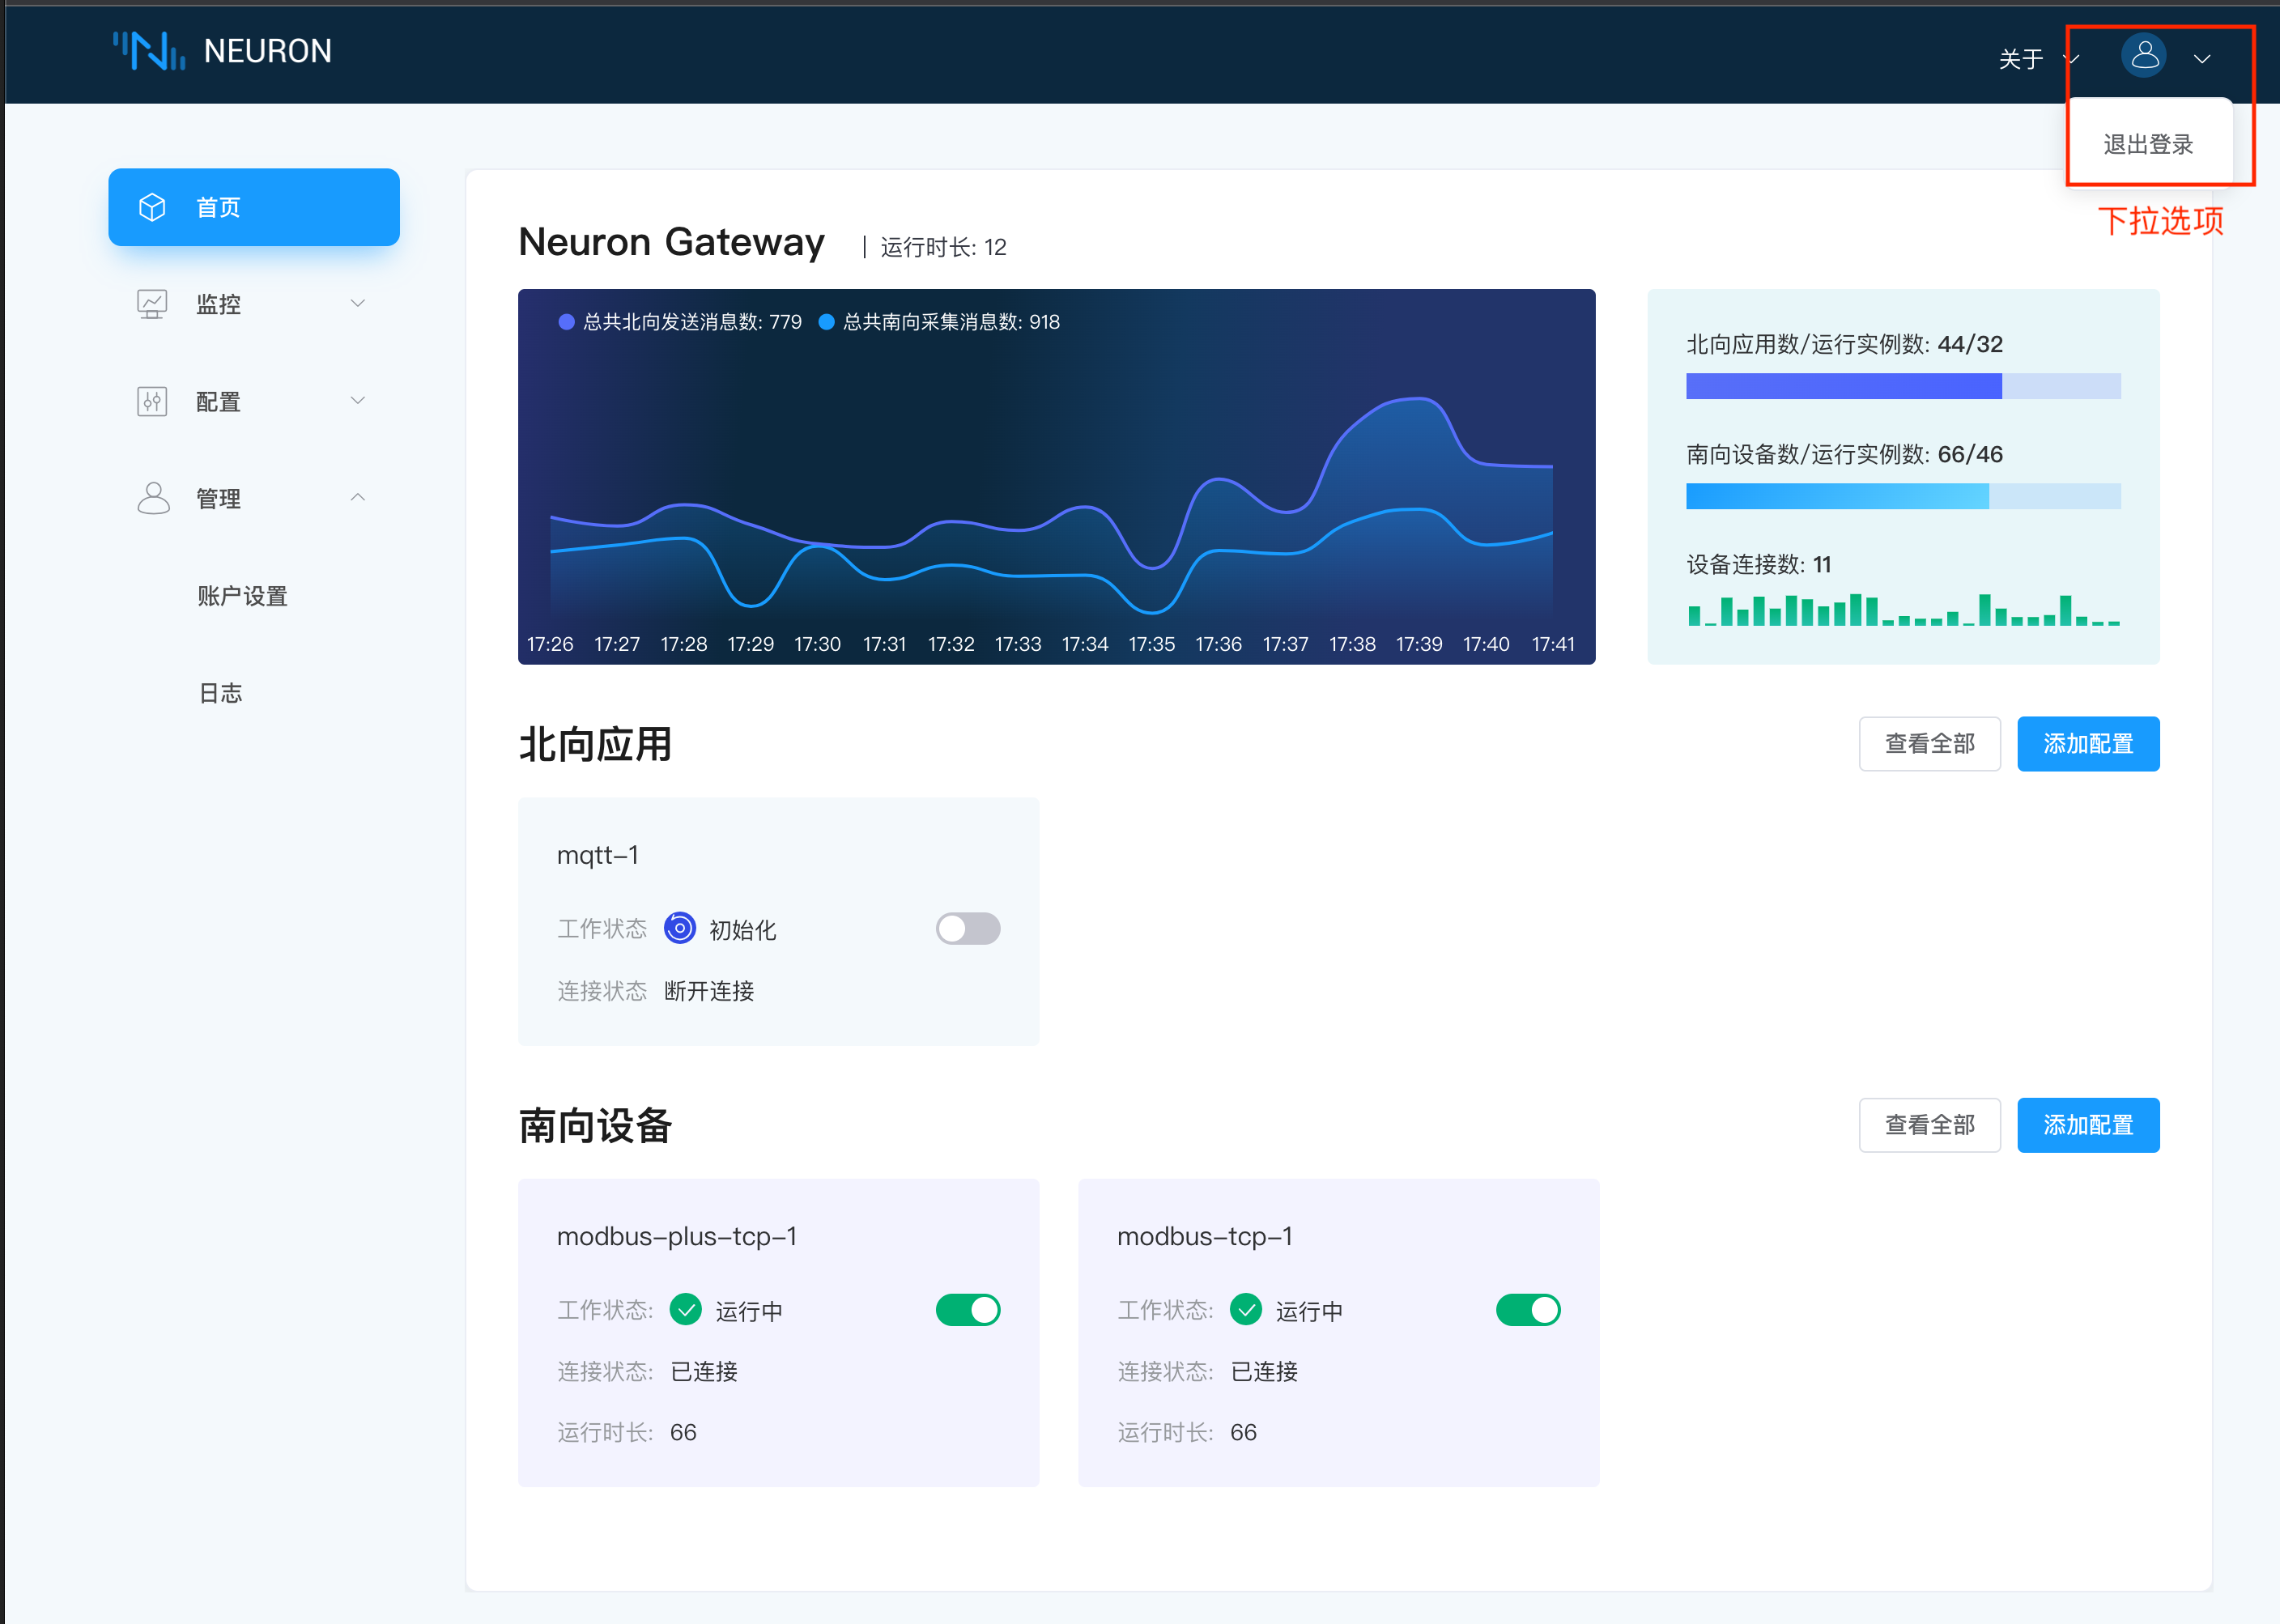 NEURON
关于
退出登录
下拉选项
首页
监控
配置
管理
账户设置
日志
Neuron Gateway | 运行时长: 12
总共北向发送消息数: 779 总共南向采集消息数: 918
17:26 17:27 17:28 17:29 17:30 17:31 17:32 17:33 17:34 17:35 17:36 17:37 17:38 17:39 17:40 17:41
北向应用数/运行实例数: 44/32
南向设备数/运行实例数: 66/46
设备连接数: 11
北向应用
查看全部 添加配置
mqtt-1
工作状态 初始化
连接状态 断开连接
南向设备
查看全部 添加配置
modbus-plus-tcp-1
工作状态: 运行中
连接状态: 已连接
运行时长: 66
modbus-tcp-1
工作状态: 运行中
连接状态: 已连接
运行时长: 66